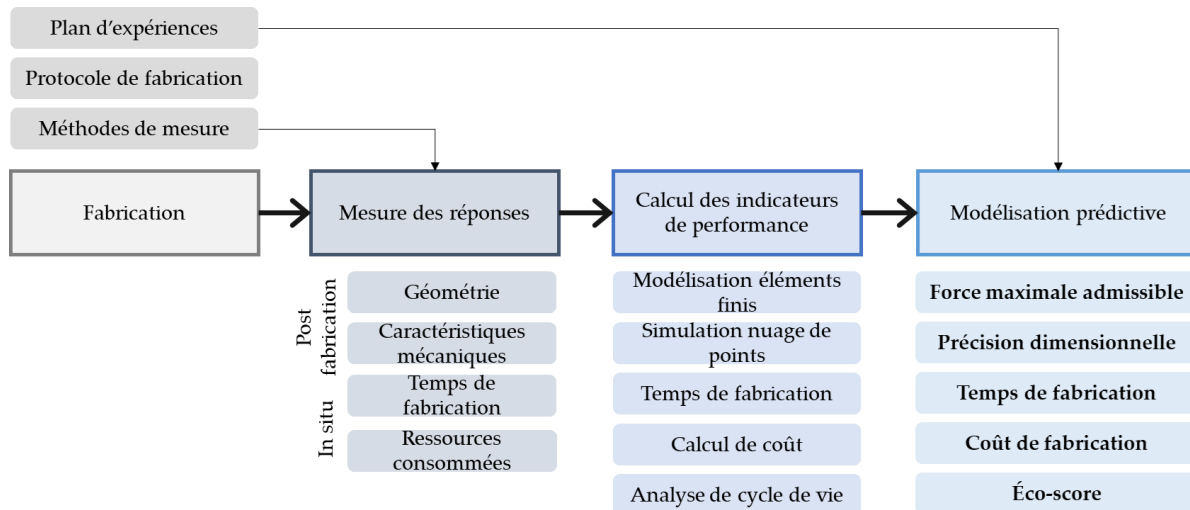 Plan d'expériences
Protocole de fabrication
Méthodes de mesure
Fabrication
Mesure des réponses
Calcul des indicateurs
de performance
Modélisation prédictive
Post
fabrication
In situ
Géométrie
Caractéristiques
mécaniques
Temps de
fabrication
Ressources
consommées
Modélisation éléments
finis
Simulation nuage de
points
Temps de fabrication
Calcul de coût
Analyse de cycle de vie
Force maximale admissible
Précision dimensionnelle
Temps de fabrication
Coût de fabrication
Éco-score